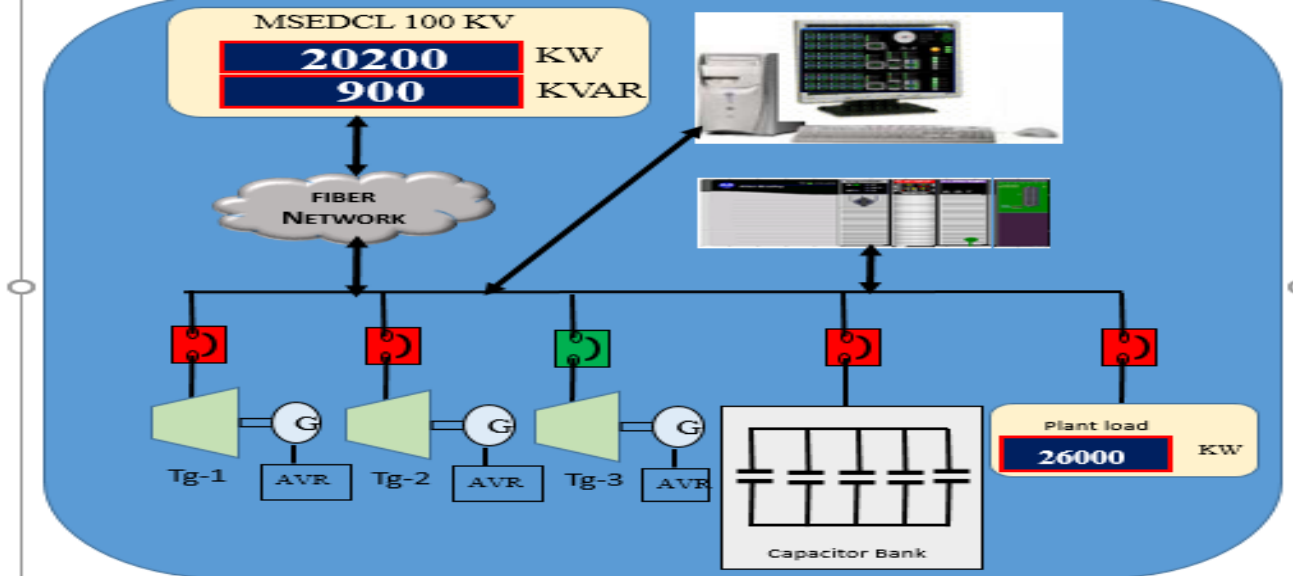 MSEDCL 100 KV
20200 KW
900 KVAR
FIBER
NETWORK
G
G
G
Tg-1
AVR
Tg-2
AVR
Tg-3
AVR
Plant load
26000 KW
Capacitor Bank